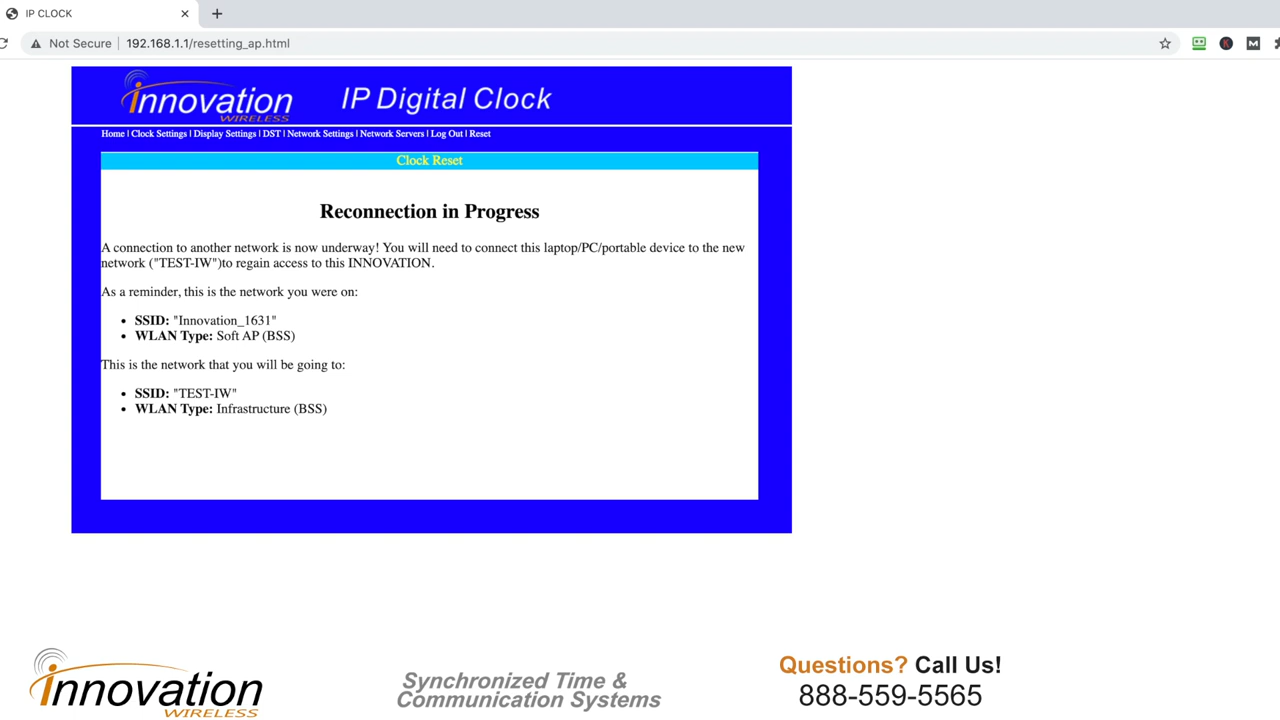 IP CLOCK
Not Secure 192.168.1.1/resetting_ap.html
innovation
WIRELESS
IP Digital Clock
Home | Clock Settings | Display Settings | DST | Network Settings | Network Servers | Log Out | Reset
Clock Reset
Reconnection in Progress
A connection to another network is now underway! You will need to connect this laptop/PC/portable device to the new
network ("TEST-IW")to regain access to this INNOVATION.
As a reminder, this is the network you were on:
• SSID: "Innovation_1631"
• WLAN Type: Soft AP (BSS)
This is the network that you will be going to:
• SSID: "TEST-IW"
• WLAN Type: Infrastructure (BSS)
innovation
WIRELESS
Synchronized Time &
Communication Systems
Questions? Call Us!
888-559-5565